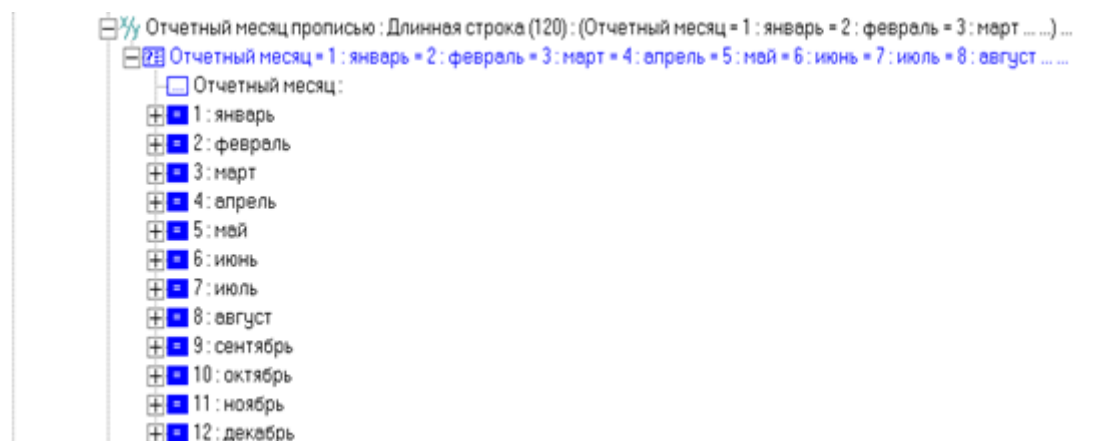 Отчетный месяц прописью : Длинная строка (120) : (Отчетный месяц = 1 : январь = 2 : февраль = 3 : март ... ...) ...
Отчетный месяц = 1 : январь = 2 : февраль = 3 : март = 4 : апрель = 5 : май = 6 : июнь = 7 : июль = 8 : август ... ...
Отчетный месяц :
1 : январь
2 : февраль
3 : март
4 : апрель
5 : май
6 : июнь
7 : июль
8 : август
9 : сентябрь
10 : октябрь
11 : ноябрь
12 : декабрь